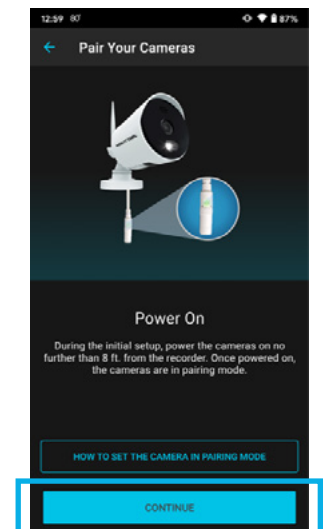 12:59 80°
87%
Pair Your Cameras
Power On
During the initial setup, power the cameras on no
further than 8 ft. from the recorder. Once powered on,
the cameras are in pairing mode.
HOW TO SET THE CAMERA IN PAIRING MODE
CONTINUE